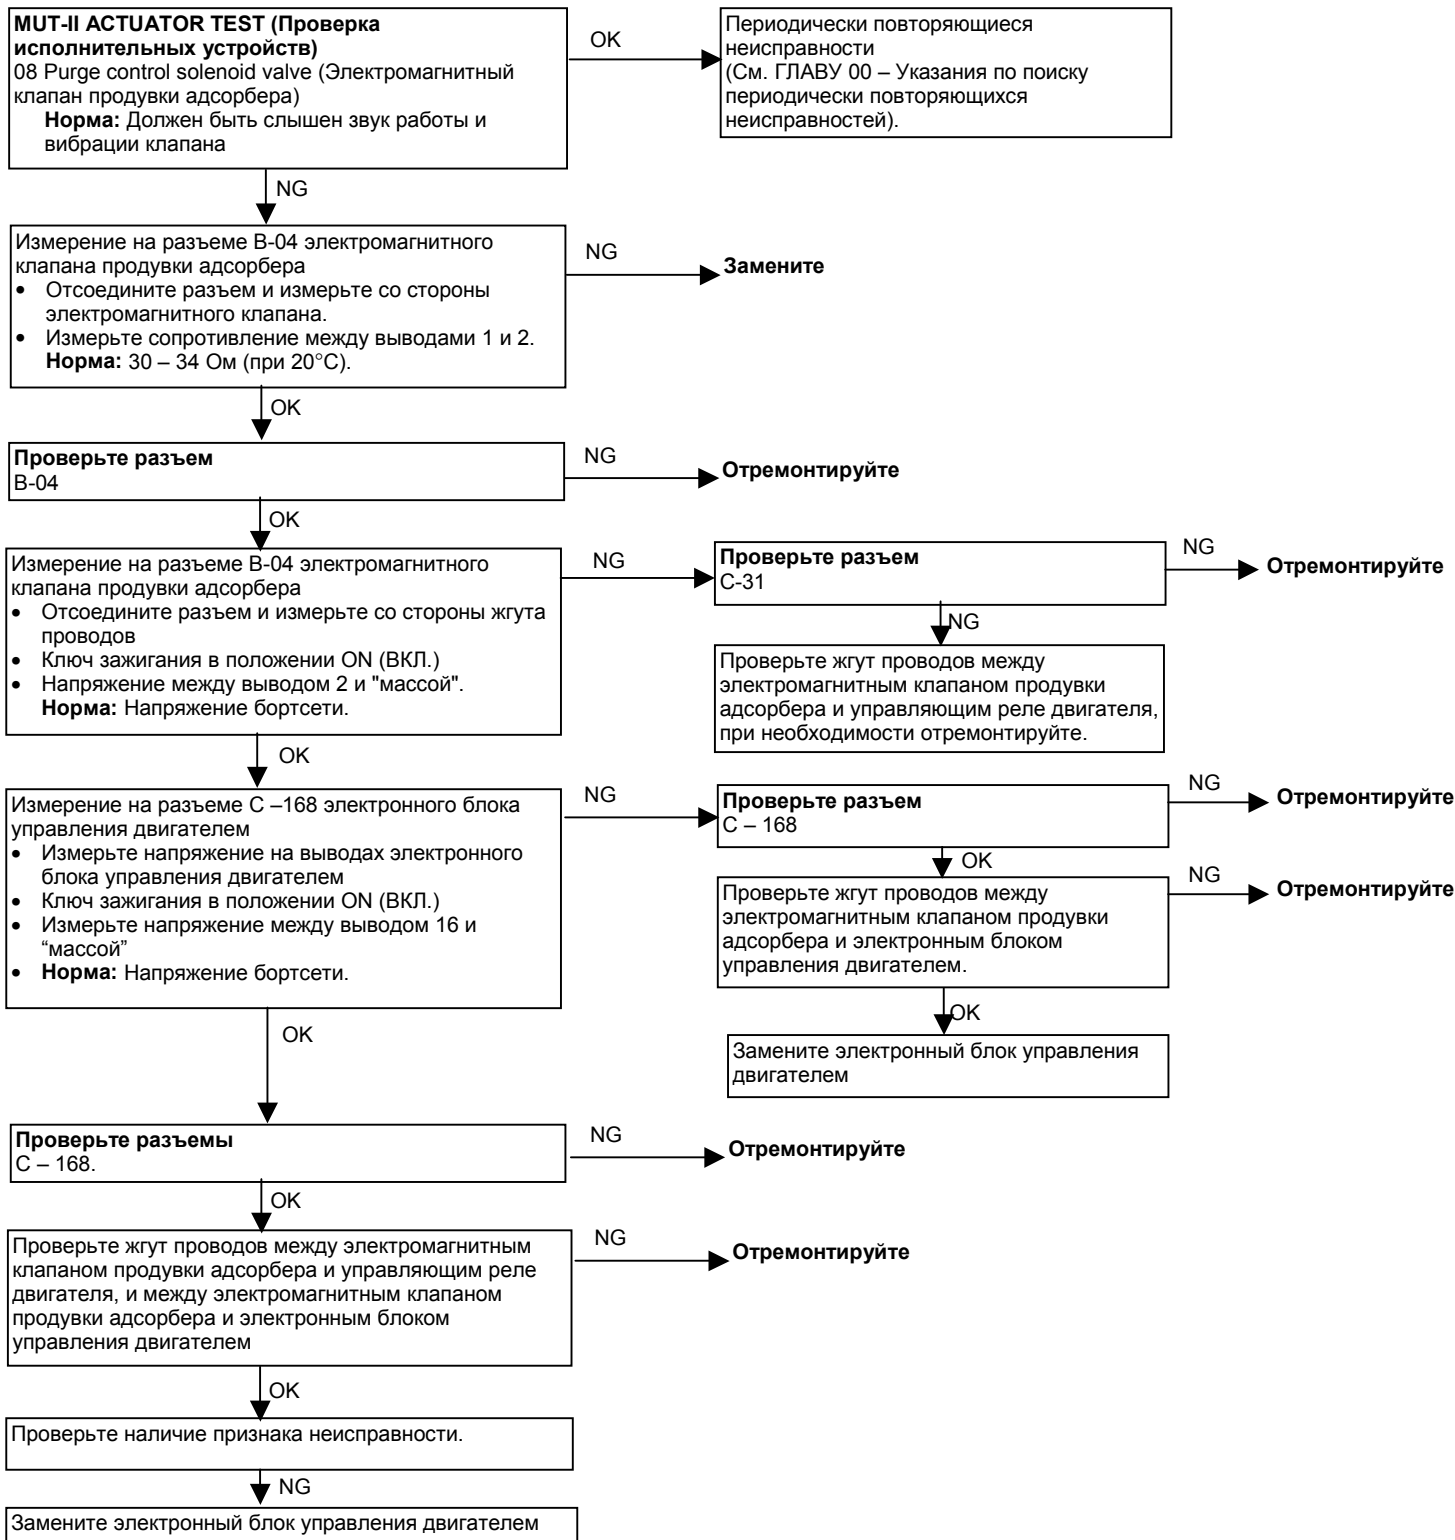 MUT-II ACTUATOR TEST (Проверка
исполнительных устройств)
08 Purge control solenoid valve (Электромагнитный
клапан продувки адсорбера)
Норма: Должен быть слышен звук работы и
вибрации клапана
OK
Периодически повторяющиеся
неисправности
(См. ГЛАВУ 00 – Указания по поиску
периодически повторяющихся
неисправностей).
NG
Измерение на разъеме В-04 электромагнитного
клапана продувки адсорбера
• Отсоедините разъем и измерьте со стороны
электромагнитного клапана.
• Измерьте сопротивление между выводами 1 и 2.
Норма: 30 – 34 Ом (при 20°С).
NG
Замените
OK
Проверьте разъем
В-04
NG
Отремонтируйте
OK
Измерение на разъеме В-04 электромагнитного
клапана продувки адсорбера
• Отсоедините разъем и измерьте со стороны жгута
проводов
• Ключ зажигания в положении ON (ВКЛ.)
• Напряжение между выводом 2 и "массой".
Норма: Напряжение бортсети.
NG
Проверьте разъем
С-31
NG
Отремонтируйте
NG
Проверьте жгут проводов между
электромагнитным клапаном продувки
адсорбера и управляющим реле двигателя,
при необходимости отремонтируйте.
OK
Измерение на разъеме С –168 электронного блока
управления двигателем
• Измерьте напряжение на выводах электронного
блока управления двигателем
• Ключ зажигания в положении ON (ВКЛ.)
• Измерьте напряжение между выводом 16 и
“массой”
• Норма: Напряжение бортсети.
NG
Проверьте разъем
С – 168
NG
Отремонтируйте
OK
Проверьте жгут проводов между
электромагнитным клапаном продувки
адсорбера и электронным блоком
управления двигателем.
NG
Отремонтируйте
OK
Замените электронный блок управления
двигателем
OK
Проверьте разъемы
С – 168.
NG
Отремонтируйте
OK
Проверьте жгут проводов между электромагнитным
клапаном продувки адсорбера и управляющим реле
двигателя, и между электромагнитным клапаном
продувки адсорбера и электронным блоком
управления двигателем
NG
Отремонтируйте
OK
Проверьте наличие признака неисправности.
NG
Замените электронный блок управления двигателем